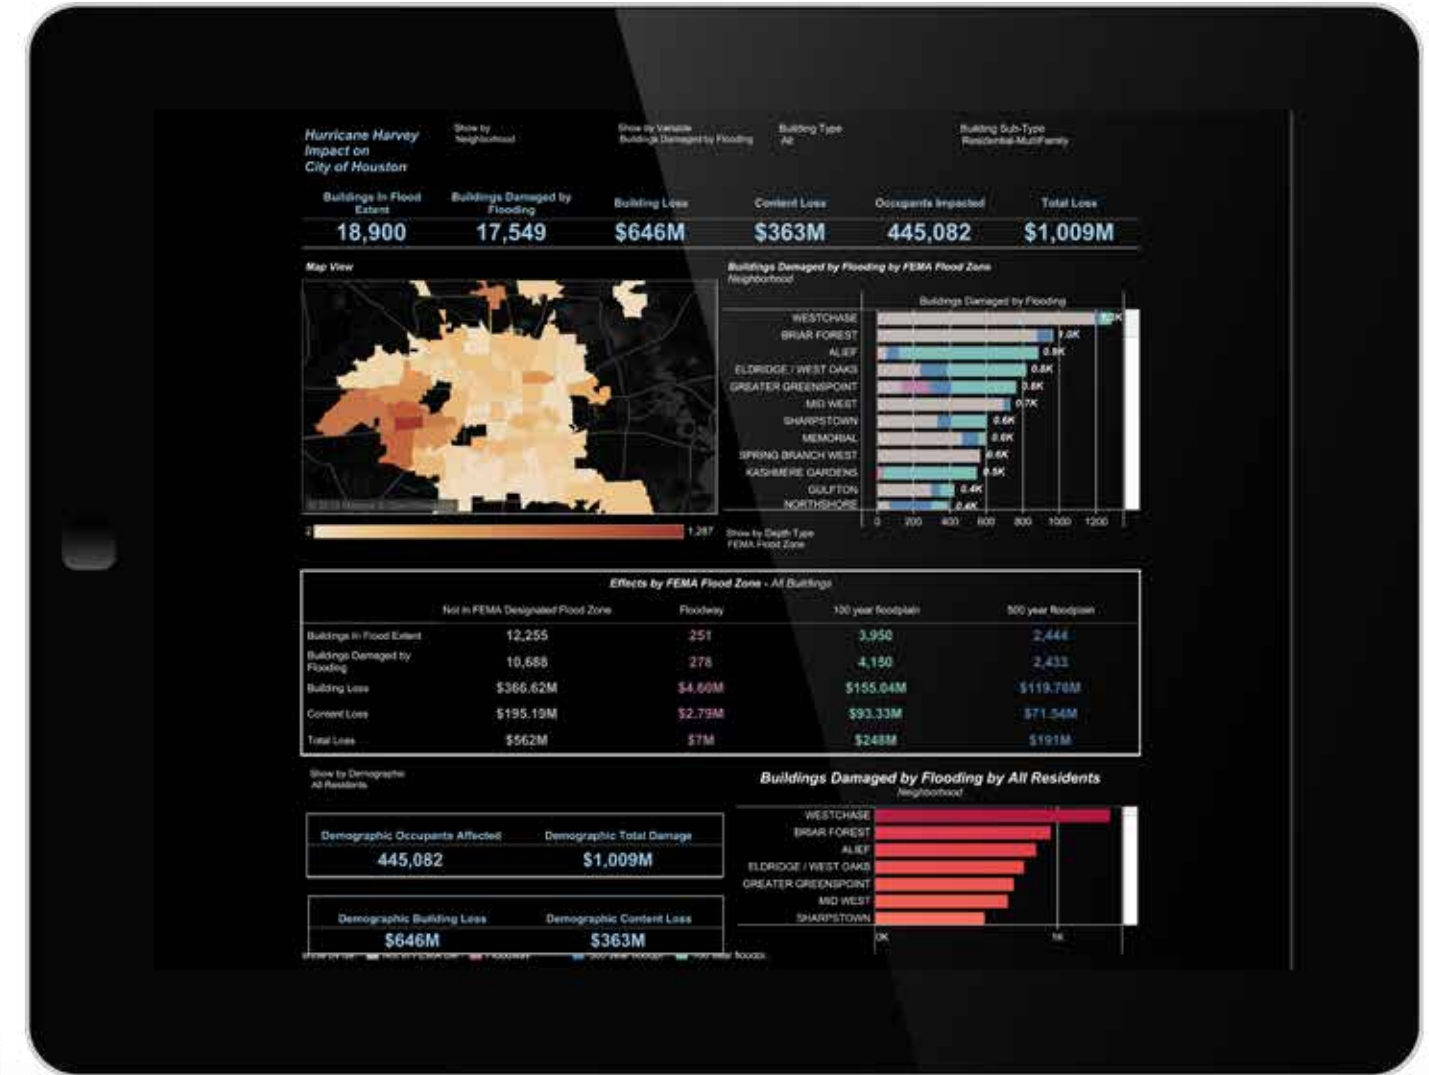 Hurricane Harvey
Impact on
City of Houston
Show by
Neighborhood
Show by Variable
Buildings Damaged by Flooding
Building Type
All
Building Sub-Type
Residential-MultiFamily
Buildings In Flood
Extent
18,900
Buildings Damaged by
Flooding
17,549
Building Loss
$646M
Content Loss
$363M
Occupants Impacted
445,082
Total Loss
$1,009M
Map View
2
1,287
Buildings Damaged by Flooding by FEMA Flood Zone
Neighborhood
Buildings Damaged by Flooding
WESTCHASE
BRIAR FOREST 1.0K
ALIEF 0.9K
ELDRIDGE / WEST OAKS 0.8K
GREATER GREENSPOINT 0.8K
MID WEST 0.7K
SHARPSTOWN 0.6K
MEMORIAL 0.6K
SPRING BRANCH WEST 0.6K
KASHMERE GARDENS 0.5K
GULFTON 0.4K
NORTHSHORE 0.4K
0 200 400 600 800 1000 1200
Show by Depth Type
FEMA Flood Zone
Effects by FEMA Flood Zone - All Buildings
Not in FEMA Designated Flood Zone Floodway 100 year floodplain 500 year floodplain
Buildings In Flood Extent 12,255 251 3,950 2,444
Buildings Damaged by
Flooding 10,688 278 4,150 2,433
Building Loss $366.62M $4.60M $155.04M $119.76M
Content Loss $195.19M $2.79M $93.33M $71.54M
Total Loss $562M $7M $248M $191M
Show by Demographic
All Residents
Demographic Occupants Affected
445,082
Demographic Total Damage
$1,009M
Demographic Building Loss
$646M
Demographic Content Loss
$363M
Buildings Damaged by Flooding by All Residents
Neighborhood
WESTCHASE
BRIAR FOREST
ALIEF
ELDRIDGE / WEST OAKS
GREATER GREENSPOINT
MID WEST
SHARPSTOWN
0K 1K